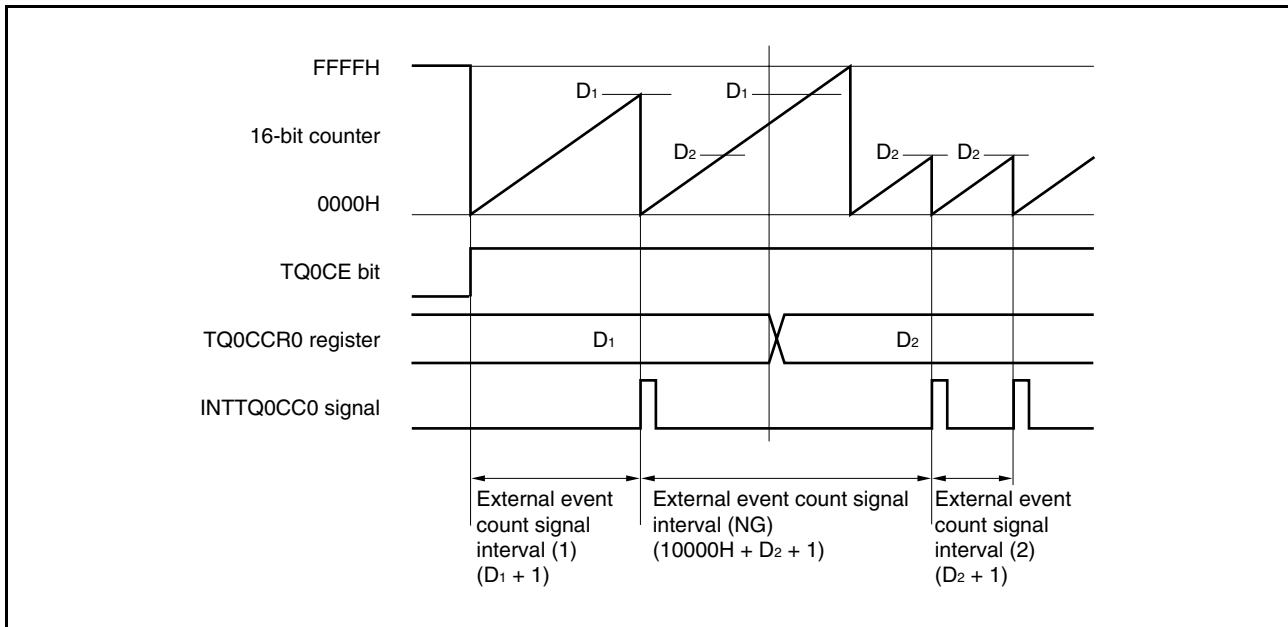 FFFFH
D1
D1
16-bit counter
D2
D2
D2
0000H
TQ0CE bit
TQ0CCR0 register
D1
D2
INTTQ0CC0 signal
External event
count signal
interval (1)
(D1 + 1)
External event count signal
interval (NG)
(10000H + D2 + 1)
External event
count signal
interval (2)
(D2 + 1)